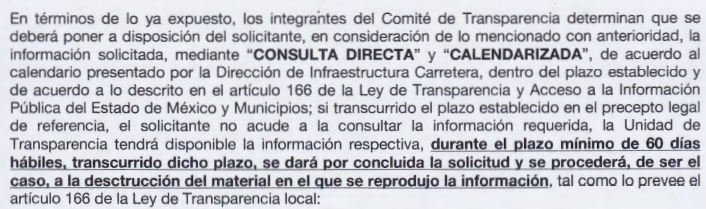 En términos de lo ya expuesto, los integrantes del Comité de Transparencia determinan que se
deberá poner a disposición del solicitante, en consideración de lo mencionado con anterioridad, la
información solicitada, mediante “CONSULTA DIRECTA” y “CALENDARIZADA”, de acuerdo al
calendario presentado por la Dirección de Infraestructura Carretera, dentro del plazo establecido y
de acuerdo a lo descrito en el artículo 166 de la Ley de Transparencia y Acceso a la Información
Pública del Estado de México y Municipios; si transcurrido el plazo establecido en el precepto legal
de referencia, el solicitante no acude a la consultar la información requerida, la Unidad de
Transparencia tendrá disponible la información respectiva, durante el plazo mínimo de 60 días
hábiles, transcurrido dicho plazo, se dará por concluida la solicitud y se procederá, de ser el
caso, a la desctrucción del material en el que se reprodujo la información, tal como lo prevee el
artículo 166 de la Ley de Transparencia local: